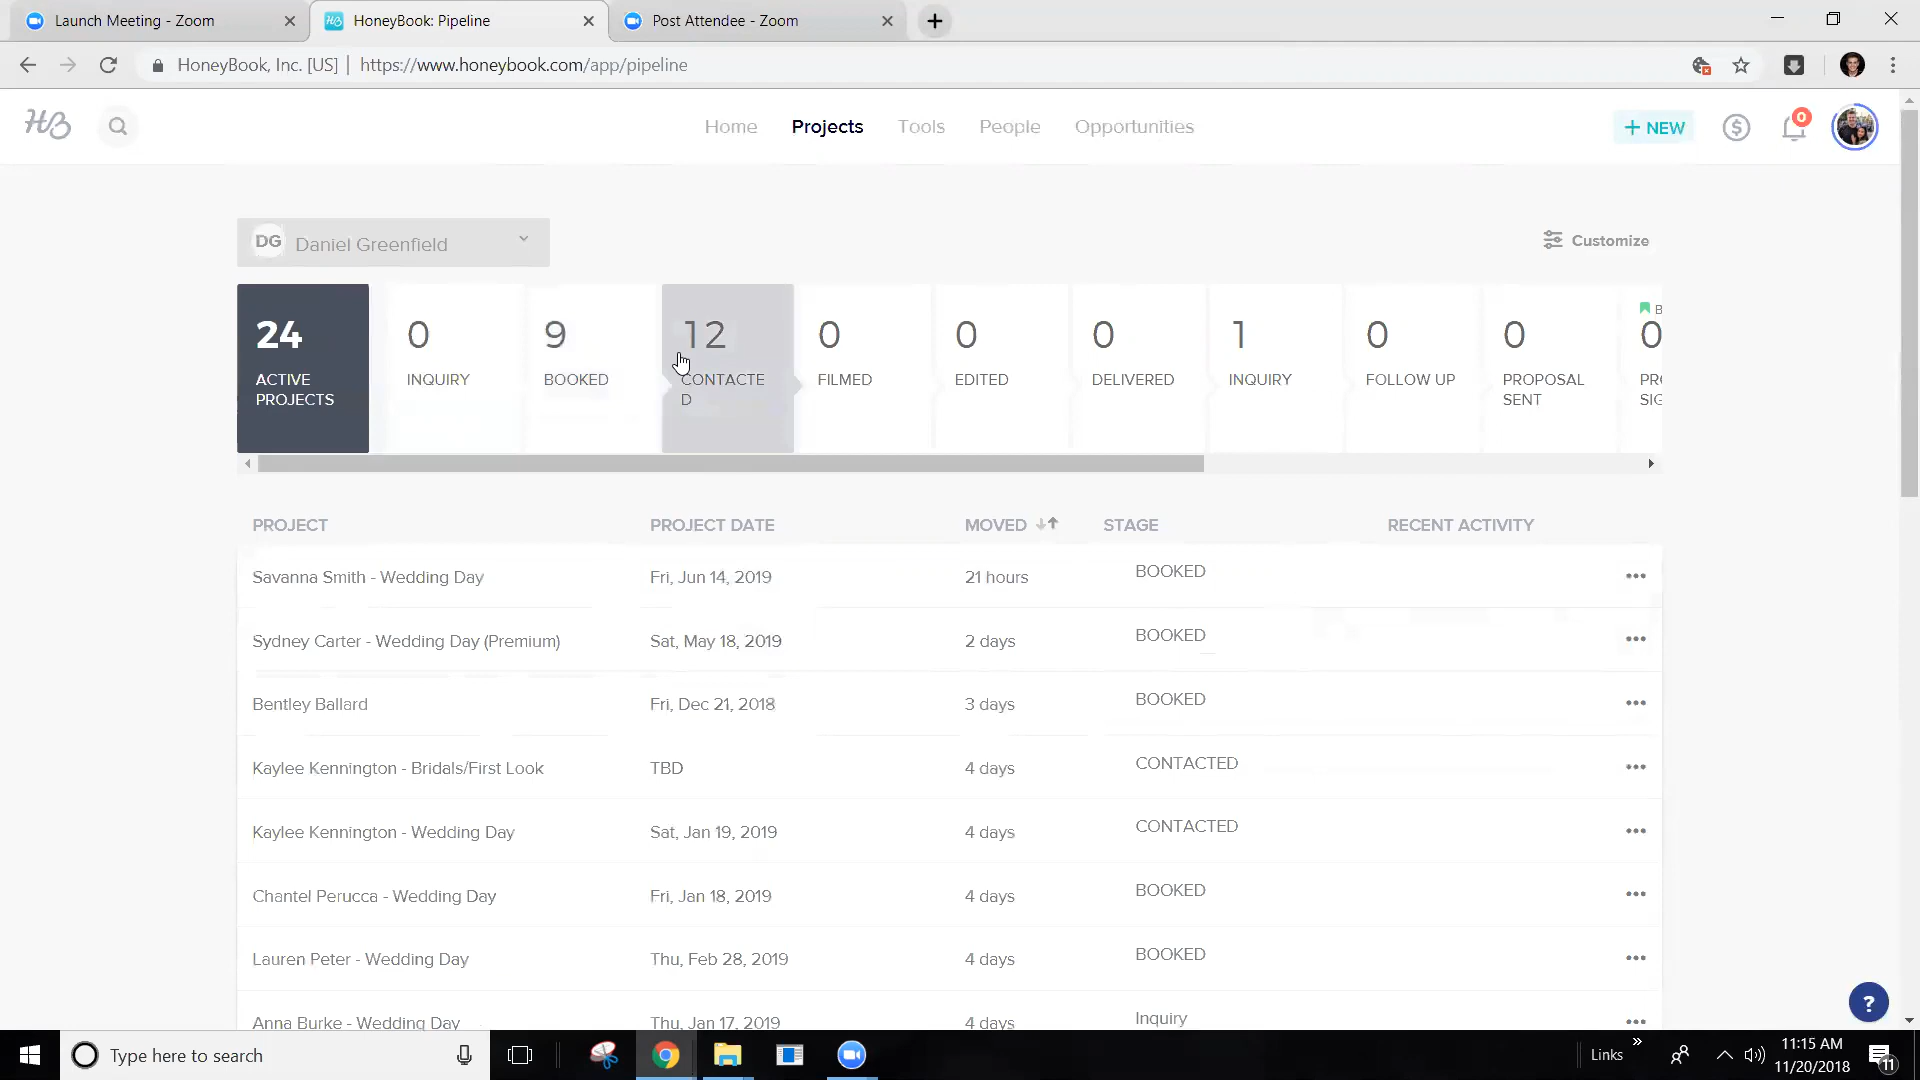 Launch Meeting - Zoom
HoneyBook: Pipeline
Post Attendee - Zoom
HoneyBook, Inc. [US] | https://www.honeybook.com/app/pipeline
HB
Home
Projects
Tools
People
Opportunities
+ NEW
0
DG Daniel Greenfield
Customize
24
ACTIVE
PROJECTS
0
INQUIRY
9
BOOKED
12
CONTACTE
D
0
FILMED
0
EDITED
0
DELIVERED
1
INQUIRY
0
FOLLOW UP
0
PROPOSAL
SENT
B
0
PR
SIG
PROJECT PROJECT DATE MOVED STAGE RECENT ACTIVITY
Savanna Smith - Wedding Day Fri, Jun 14, 2019 21 hours BOOKED
Sydney Carter - Wedding Day (Premium) Sat, May 18, 2019 2 days BOOKED
Bentley Ballard Fri, Dec 21, 2018 3 days BOOKED
Kaylee Kennington - Bridals/First Look TBD 4 days CONTACTED
Kaylee Kennington - Wedding Day Sat, Jan 19, 2019 4 days CONTACTED
Chantel Perucca - Wedding Day Fri, Jan 18, 2019 4 days BOOKED
Lauren Peter - Wedding Day Thu, Feb 28, 2019 4 days BOOKED
Anna Burke - Wedding Day Thu, Jan 17, 2019 4 days Inquiry
?
Type here to search
Links
11:15 AM
11/20/2018
11